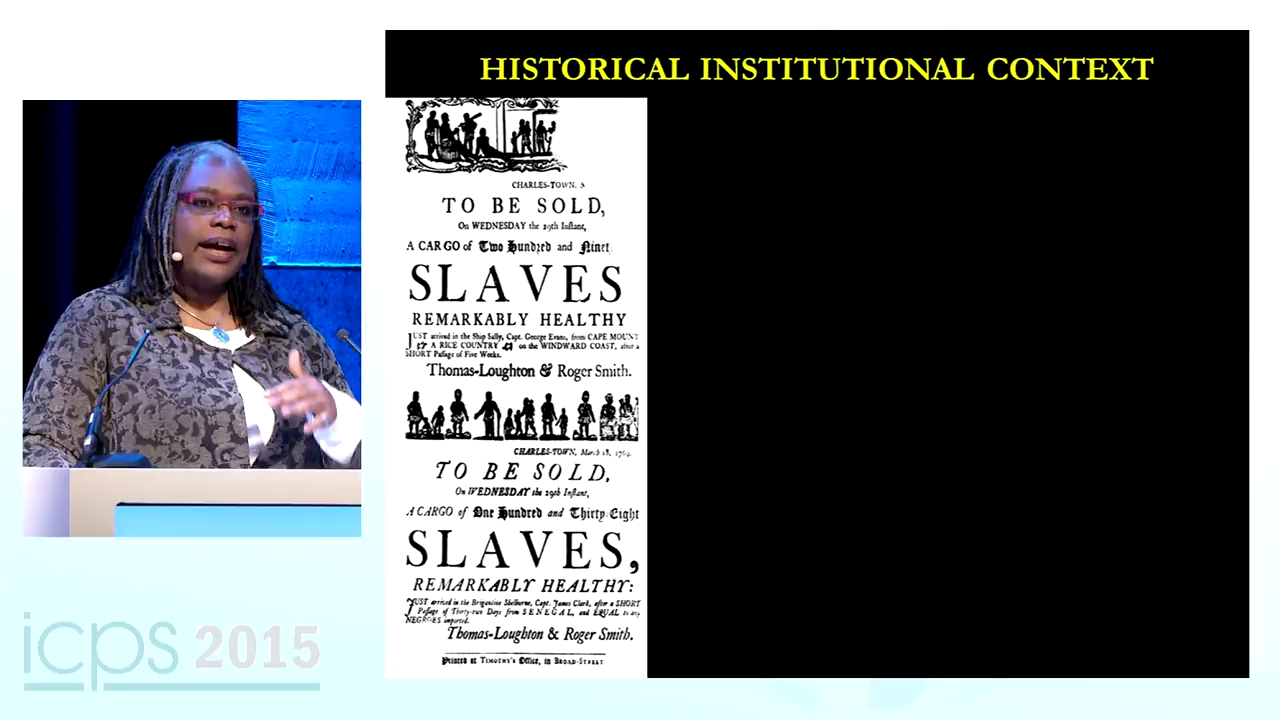 HISTORICAL INSTITUTIONAL CONTEXT
CHARLES-TOWN,
TO BE SOLD,
On WEDNESDAY the 29th Instant,
A CARGO of Two Hundred and Ninet
SLAVES
REMARKABLY HEALTHY
JUST arrived in the Ship Sally, Capt. George Evans, from CAPE MOUNT
A RICE COUNTRY on the WINDWARD COAST, after a
SHORT Passage of Five Weeks.
Thomas-Loughton & Roger Smith.
CHARLES-TOWN, March 18, 1769.
TO BE SOLD,
On WEDNESDAY the 29th Instant,
A CARGO of One Hundred and Thirty-Eight
SLAVES,
REMARKABLY HEALTHY:
JUST arrived in the Brigantine Shelburne, Capt. James Clark, after a SHORT
Passage of Thirty-two Days from SENEGAL, and EQUAL to any
NEGROES imported.
Thomas-Loughton & Roger Smith.
Printed at TIMOTHY'S Office, in BROAD-STREET
icps 2015